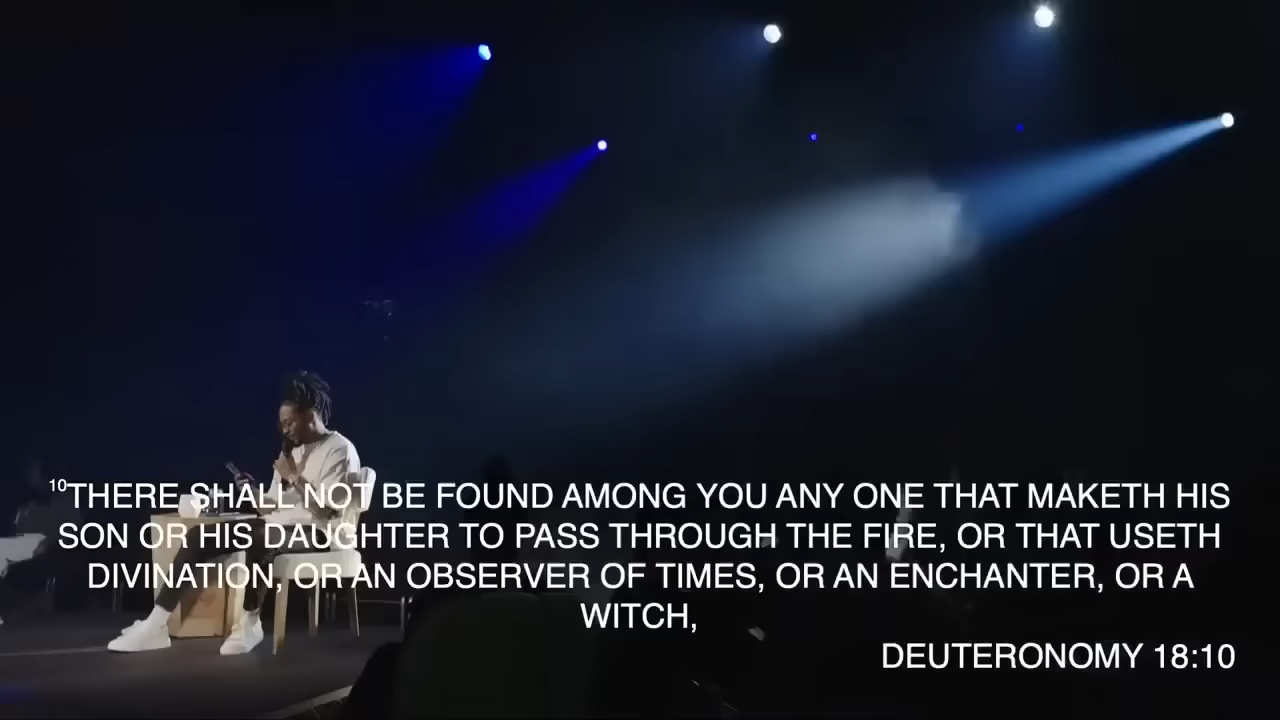 10THERE SHALL NOT BE FOUND AMONG YOU ANY ONE THAT MAKETH HIS
SON OR HIS DAUGHTER TO PASS THROUGH THE FIRE, OR THAT USETH
DIVINATION, OR AN OBSERVER OF TIMES, OR AN ENCHANTER, OR A
WITCH,
DEUTERONOMY 18:10